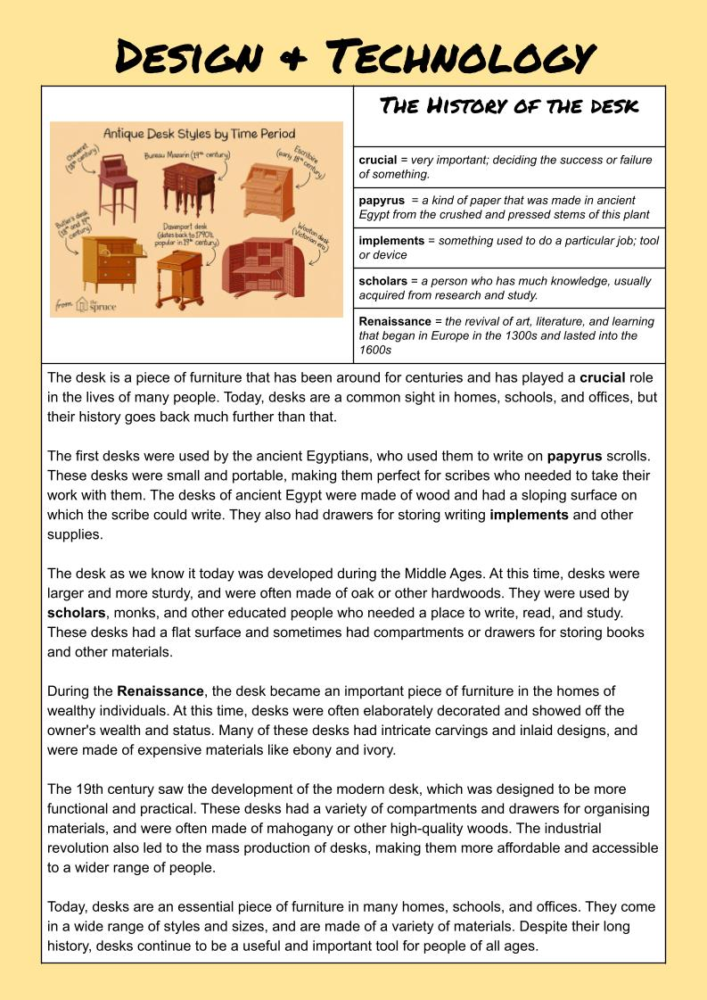 Design & Technology
Antique Desk Styles by Time Period
Cheveret
(18th century)
Bureau Mazarin (19th century)
Escritoire
(early 18th century)
Butler's desk
(18th and 19th
century)
Davenport desk
(dates back to 1790's,
popular in 19th century)
Wooton desk
(Victorian era)
from the
spruce
The History of the desk
crucial = very important; deciding the success or failure
of something.
papyrus = a kind of paper that was made in ancient
Egypt from the crushed and pressed stems of this plant
implements = something used to do a particular job; tool
or device
scholars = a person who has much knowledge, usually
acquired from research and study.
Renaissance = the revival of art, literature, and learning
that began in Europe in the 1300s and lasted into the
1600s
The desk is a piece of furniture that has been around for centuries and has played a crucial role
in the lives of many people. Today, desks are a common sight in homes, schools, and offices, but
their history goes back much further than that.
The first desks were used by the ancient Egyptians, who used them to write on papyrus scrolls.
These desks were small and portable, making them perfect for scribes who needed to take their
work with them. The desks of ancient Egypt were made of wood and had a sloping surface on
which the scribe could write. They also had drawers for storing writing implements and other
supplies.
The desk as we know it today was developed during the Middle Ages. At this time, desks were
larger and more sturdy, and were often made of oak or other hardwoods. They were used by
scholars, monks, and other educated people who needed a place to write, read, and study.
These desks had a flat surface and sometimes had compartments or drawers for storing books
and other materials.
During the Renaissance, the desk became an important piece of furniture in the homes of
wealthy individuals. At this time, desks were often elaborately decorated and showed off the
owner's wealth and status. Many of these desks had intricate carvings and inlaid designs, and
were made of expensive materials like ebony and ivory.
The 19th century saw the development of the modern desk, which was designed to be more
functional and practical. These desks had a variety of compartments and drawers for organising
materials, and were often made of mahogany or other high-quality woods. The industrial
revolution also led to the mass production of desks, making them more affordable and accessible
to a wider range of people.
Today, desks are an essential piece of furniture in many homes, schools, and offices. They come
in a wide range of styles and sizes, and are made of a variety of materials. Despite their long
history, desks continue to be a useful and important tool for people of all ages.